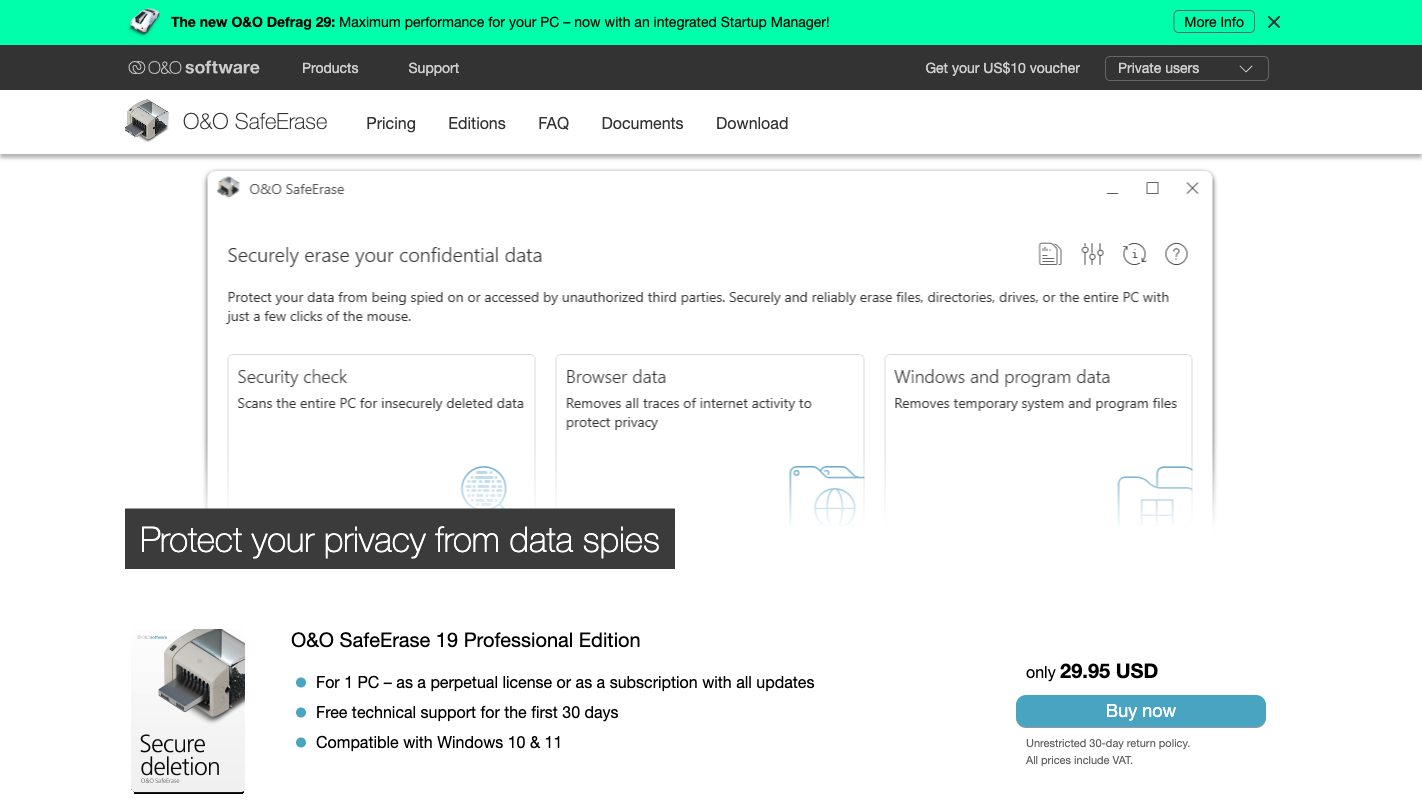 The new O&O Defrag 29: Maximum performance for your PC – now with an integrated Startup Manager!
More Info
O&O software
Products
Support
Get your US$10 voucher
Private users
O&O SafeErase
Pricing
Editions
FAQ
Documents
Download
O&O SafeErase
Securely erase your confidential data
Protect your data from being spied on or accessed by unauthorized third parties. Securely and reliably erase files, directories, drives, or the entire PC with
just a few clicks of the mouse.
Security check
Scans the entire PC for insecurely deleted data
Browser data
Removes all traces of internet activity to
protect privacy
Windows and program data
Removes temporary system and program files
Protect your privacy from data spies
O&O software
Secure
deletion
O&O SafeErase
O&O SafeErase 19 Professional Edition
For 1 PC – as a perpetual license or as a subscription with all updates
Free technical support for the first 30 days
Compatible with Windows 10 & 11
only 29.95 USD
Buy now
Unrestricted 30-day return policy.
All prices include VAT.